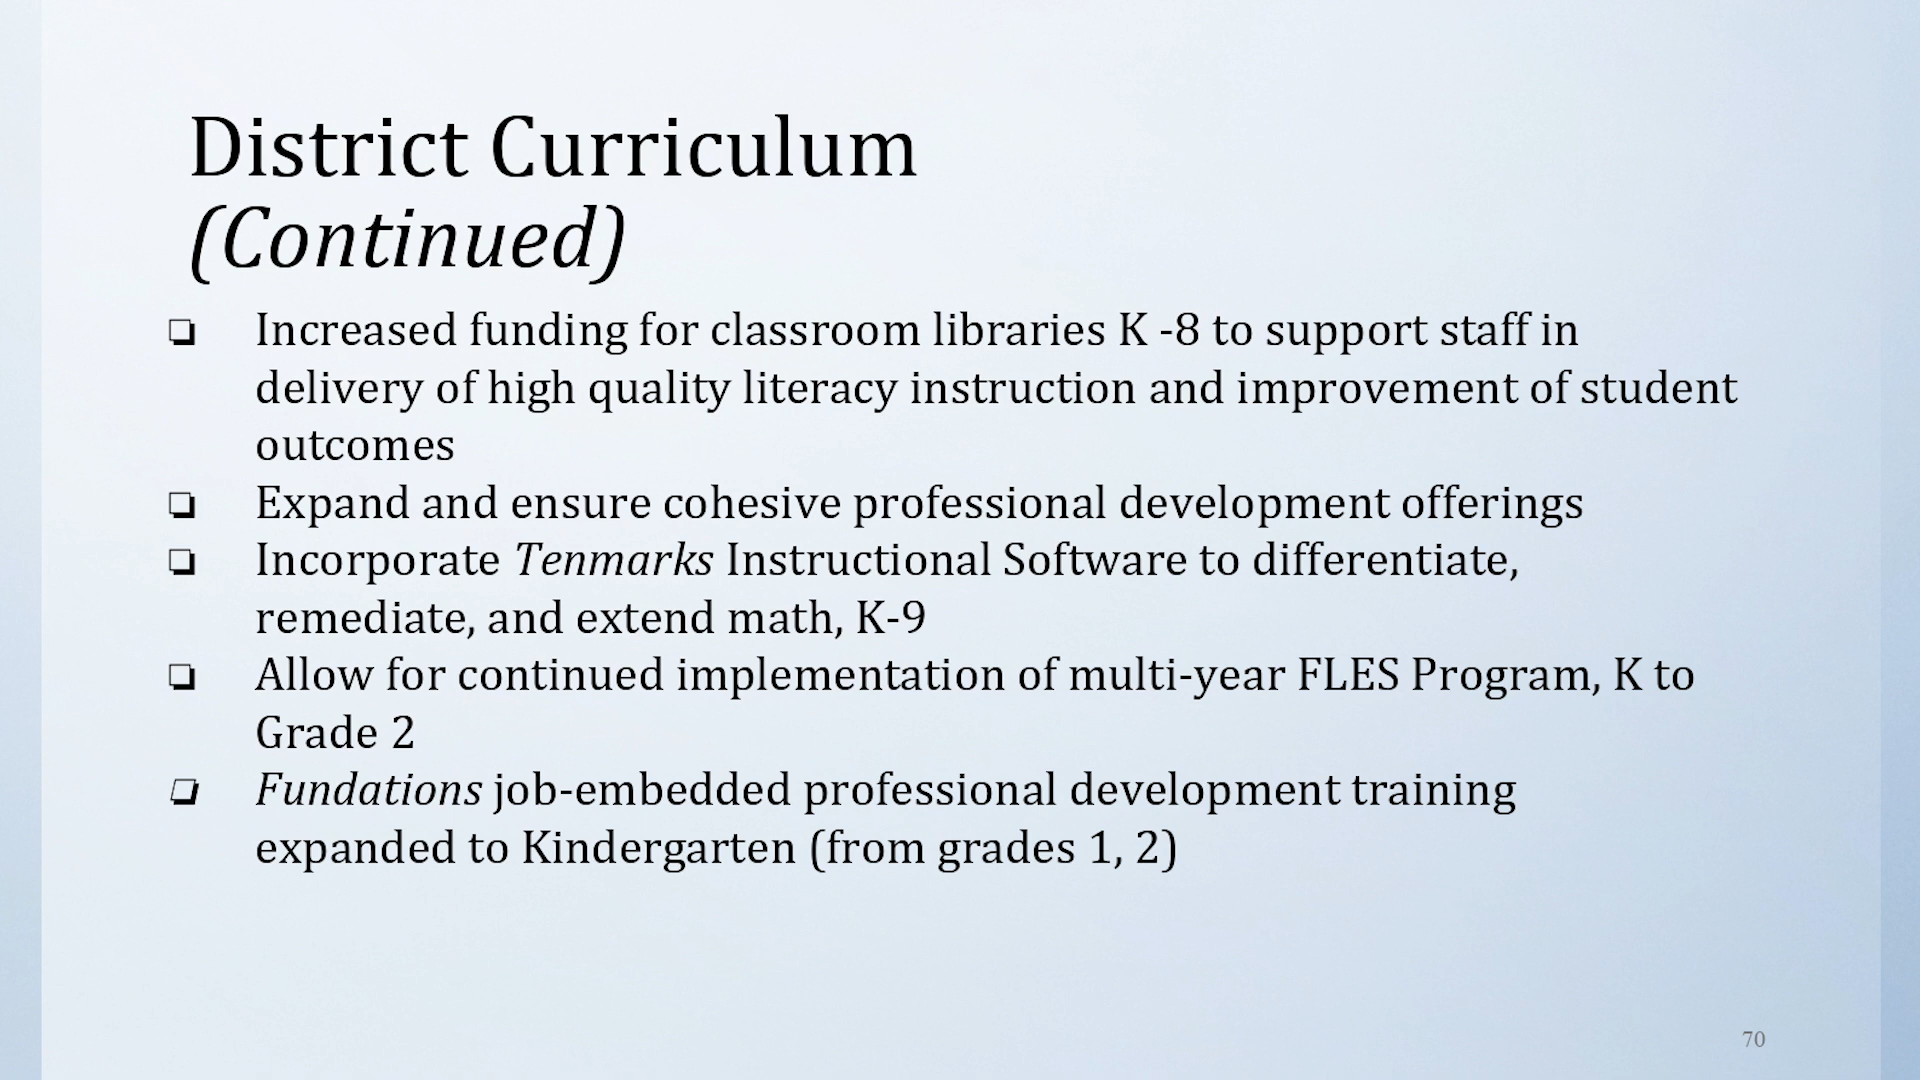 District Curriculum
(Continued)
❏ Increased funding for classroom libraries K -8 to support staff in
delivery of high quality literacy instruction and improvement of student
outcomes
❏ Expand and ensure cohesive professional development offerings
❏ Incorporate Tenmarks Instructional Software to differentiate,
remediate, and extend math, K-9
❏ Allow for continued implementation of multi-year FLES Program, K to
Grade 2
❏ Fundations job-embedded professional development training
expanded to Kindergarten (from grades 1, 2)
70